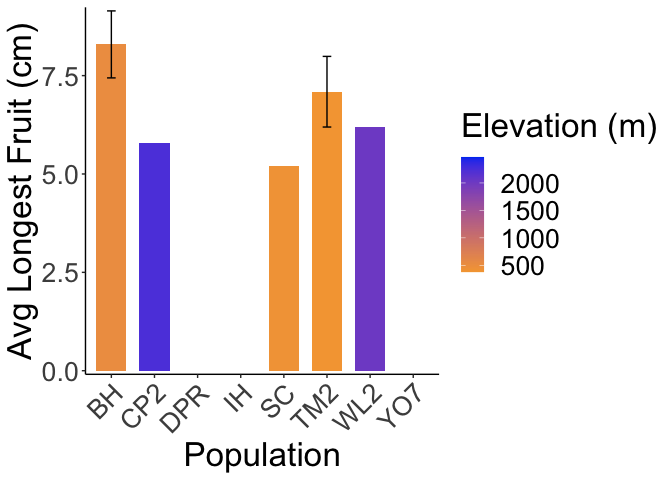 Avg Longest Fruit (cm)
7.5
5.0
2.5
0.0
BH
CP2
DPR
IH
SC
TM2
WL2
YO7
Population
Elevation (m)
2000
1500
1000
500